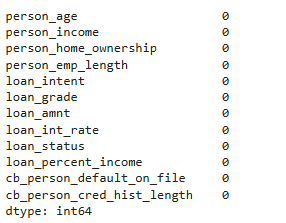 person_age 0
person_income 0
person_home_ownership 0
person_emp_length 0
loan_intent 0
loan_grade 0
loan_amnt 0
loan_int_rate 0
loan_status 0
loan_percent_income 0
cb_person_default_on_file 0
cb_person_cred_hist_length 0
dtype: int64